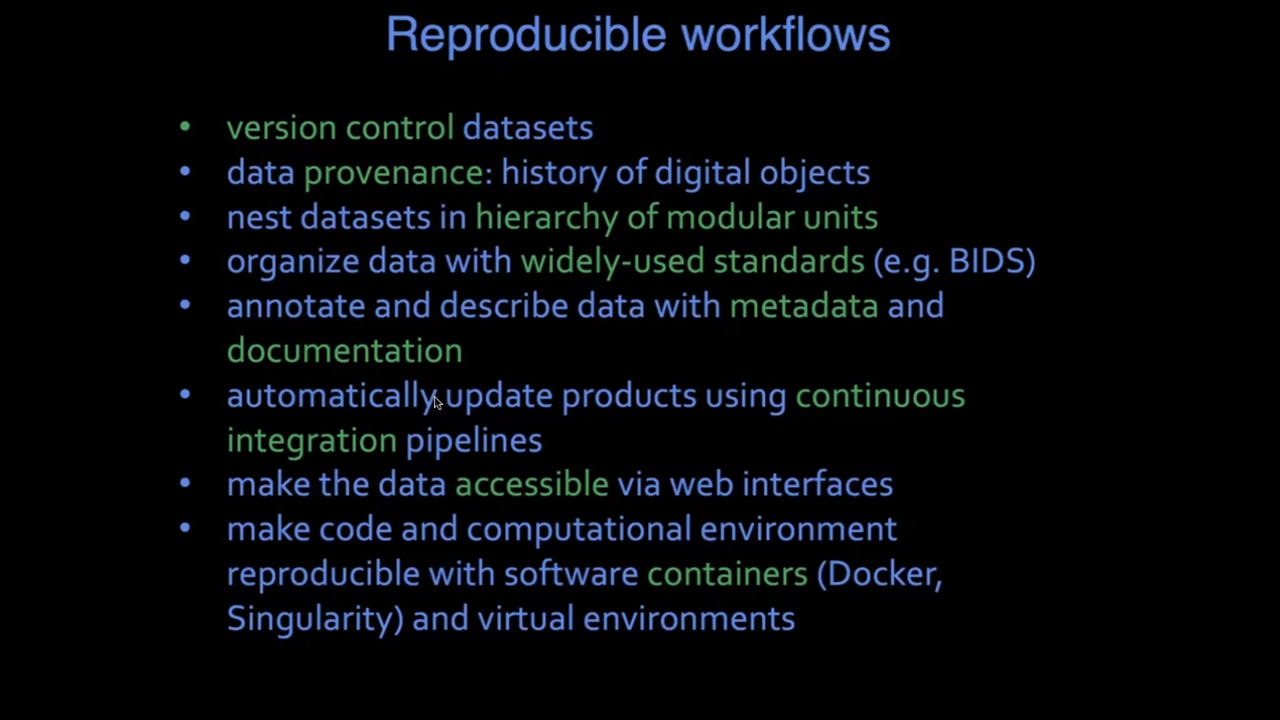 Reproducible workflows
• version control datasets
• data provenance: history of digital objects
• nest datasets in hierarchy of modular units
• organize data with widely-used standards (e.g. BIDS)
• annotate and describe data with metadata and
documentation
• automatically update products using continuous
integration pipelines
• make the data accessible via web interfaces
• make code and computational environment
reproducible with software containers (Docker,
Singularity) and virtual environments